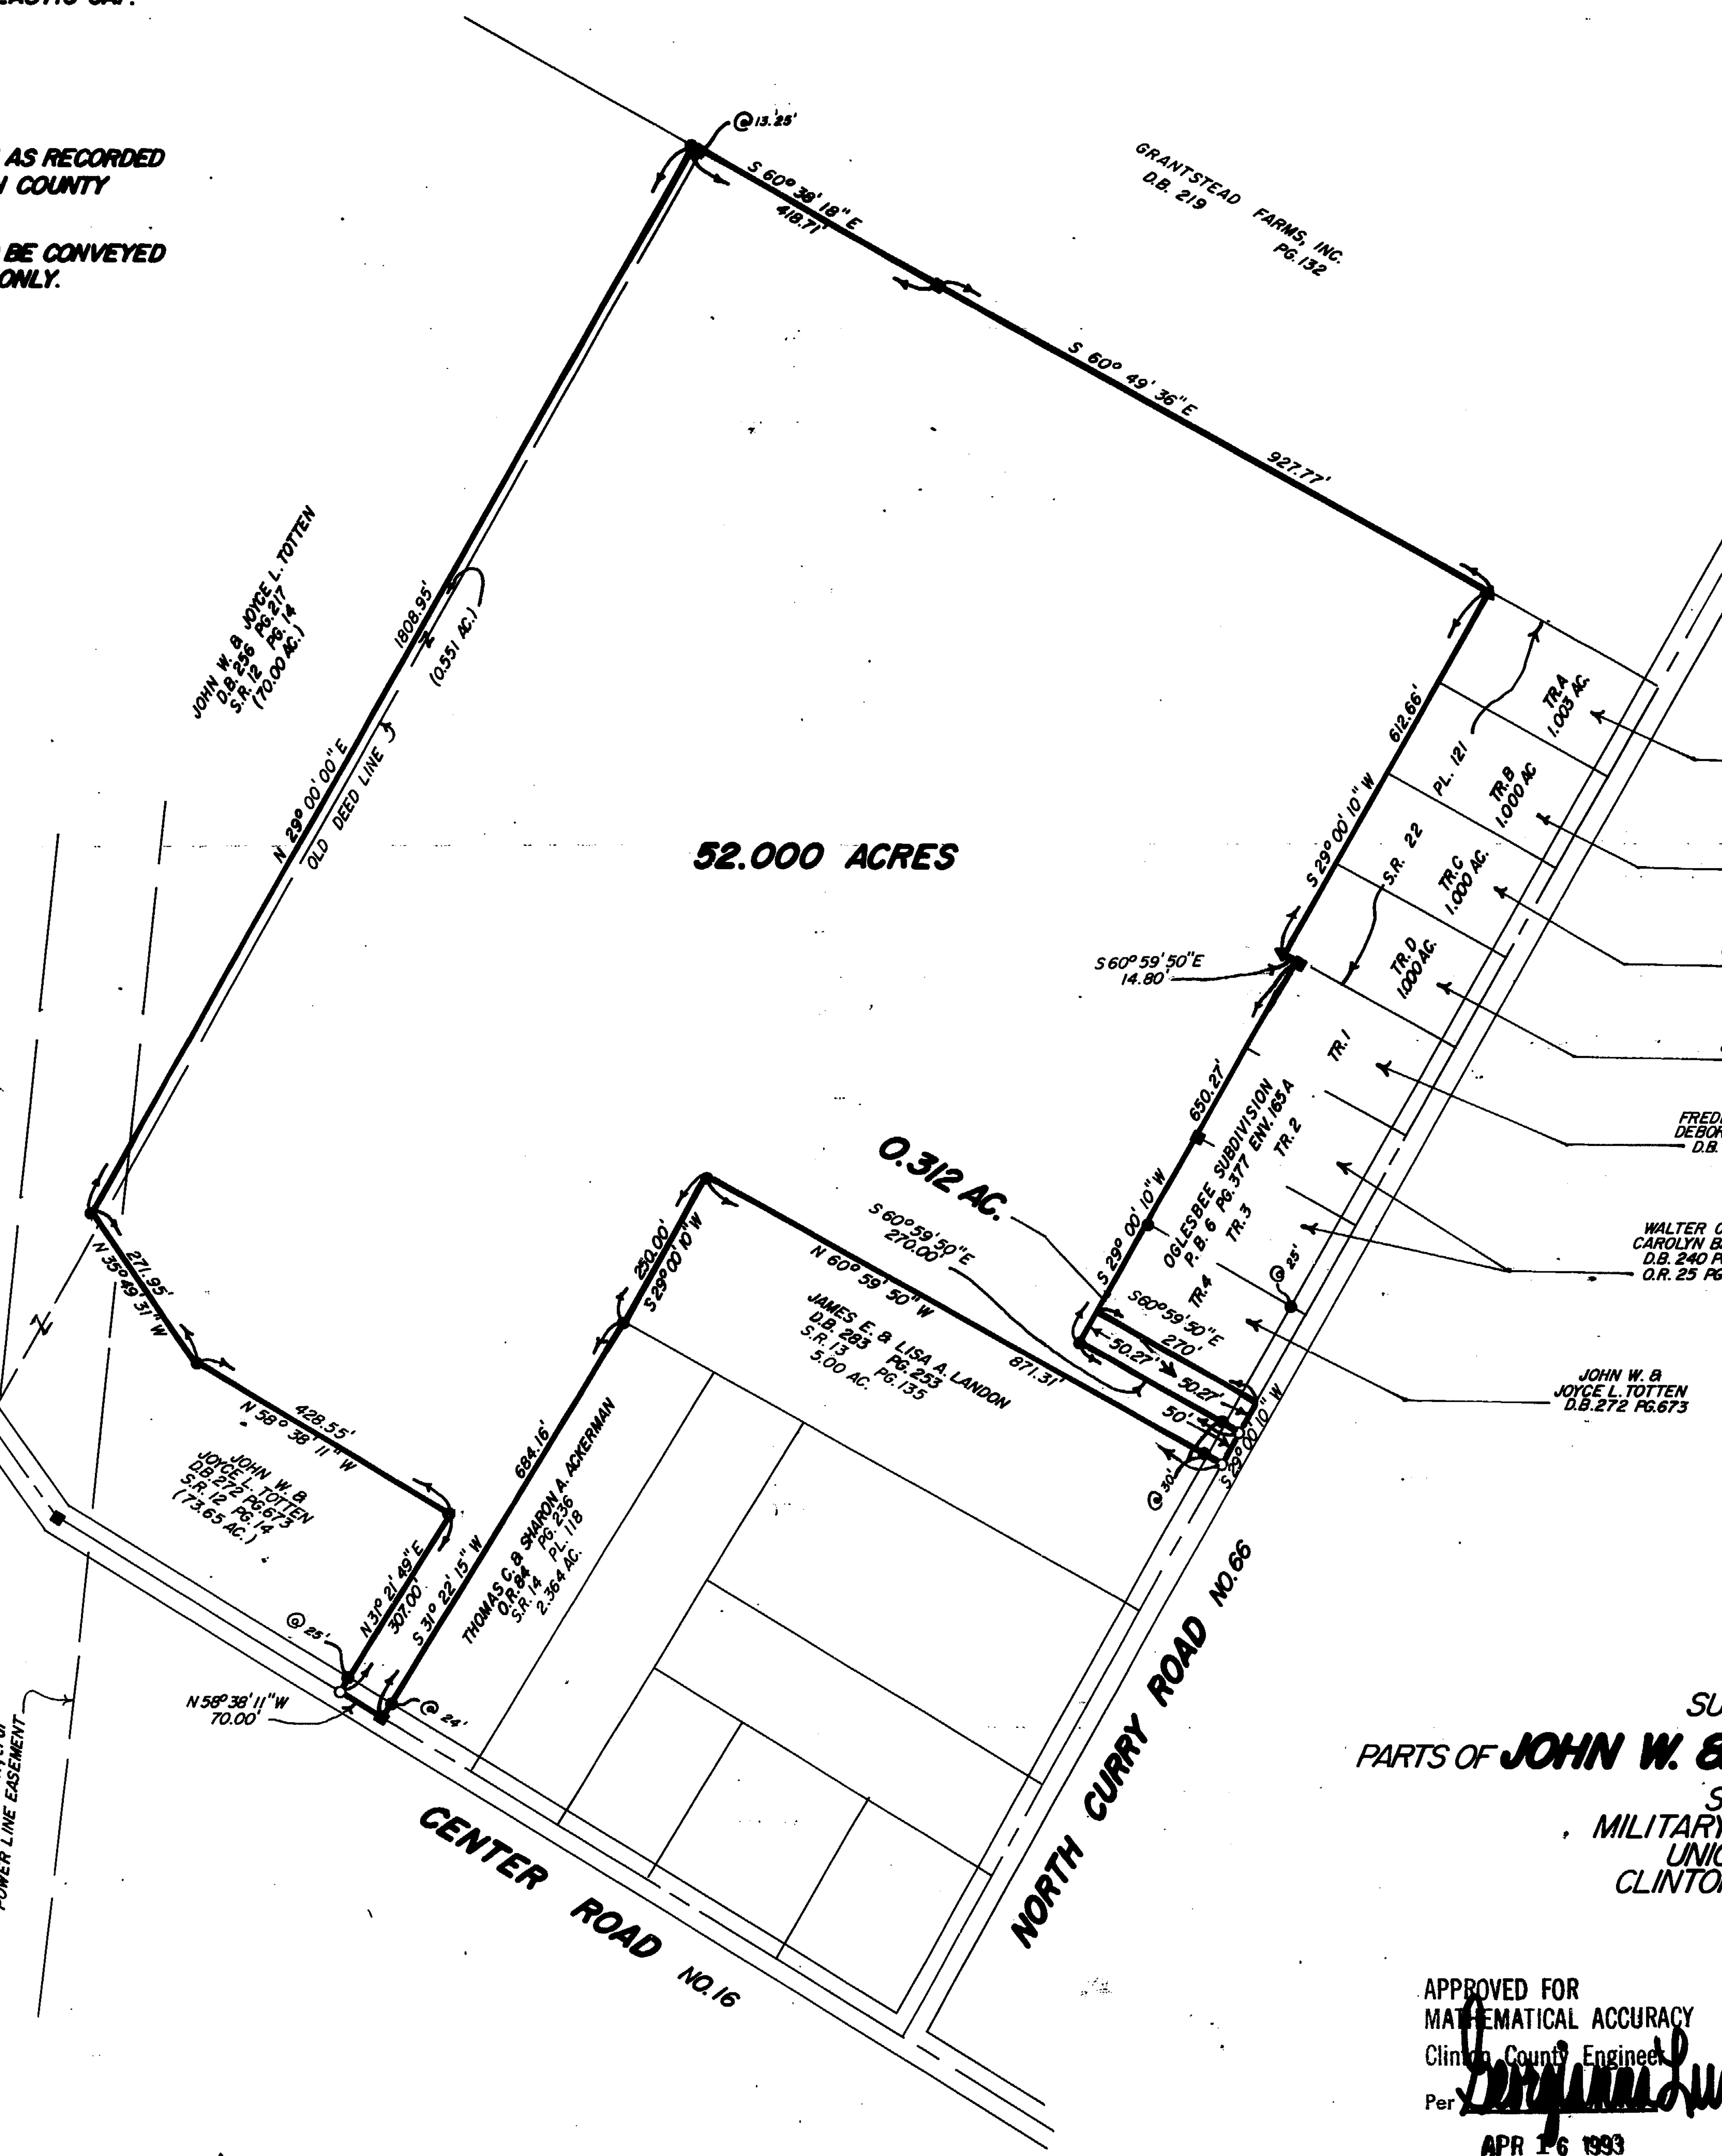 AS RECORDED
COUNTY
BE CONVEYED
ONLY.
@ 13.25'
S 60° 38' 18" E
418.71'
GRANTSTEAD FARMS, INC.
D.B. 219 PG. 132
S 60° 49' 36" E
927.77'
JOHN W. & JOYCE L. TOTTEN
D.B. 256 PG. 217
S.R. 12 PG. 14
(70.00 AC.)
1808.95'
N 29° 00' 00" E
(0.551 AC.)
OLD DEED LINE
52.000 ACRES
612.66'
S 29° 00' 10" W
PL. 121
S.R. 22
TR.A
1.003 AC.
TR.B
1.000 AC
TR.C
1.000 AC.
TR. D
1.000 AC.
S 60° 59' 50" E
14.80'
TR. 1
650.27'
S 29° 00' 10" W
OGLESBEE SUBDIVISION
P. B. 6 PG. 377 ENV. 165A
TR. 2
TR. 3
TR.4
@ 25'
FRED
DEBOR
D.B.
WALTER
CAROLYN
D.B. 240
O.R. 25 PG
JOHN W. &
JOYCE L. TOTTEN
D.B. 272 PG. 673
0.312 AC.
S 60° 59' 50" E
270.00'
S 60° 59' 50" E
270'
50.27'
50.27'
50'
S 29° 00' 10" W
@ 30'
250.00'
S 29° 00' 10" W
N 60° 59' 50" W
871.31'
JAMES E. & LISA A. LANDON
D.B. 283 PG. 253
S.R. 13 PG. 135
5.00 AC.
271.95'
N 35° 49' 31" W
Z
428.55'
N 58° 38' 11" W
JOHN W. &
JOYCE L. TOTTEN
D.B. 272 PG. 673
S.R. 12 PG. 14
(73.65 AC.)
684.16'
S 31° 22' 15" W
THOMAS C. & SHARON A. ACKERMAN
O.R. 84 PG. 236
S.R. 14 PL. 118
2.364 AC.
N 31° 21' 49" E
307.00'
@ 25'
@ 24'
N 58° 38' 11" W
70.00'
POWER LINE EASEMENT
CENTER ROAD NO. 16
NORTH CURRY ROAD NO. 66
SU
PARTS OF JOHN W. &
S
MILITARY
UNIO
CLINTON
APPROVED FOR
MATHEMATICAL ACCURACY
Clinton County Engineer
Per
APR 16 1993